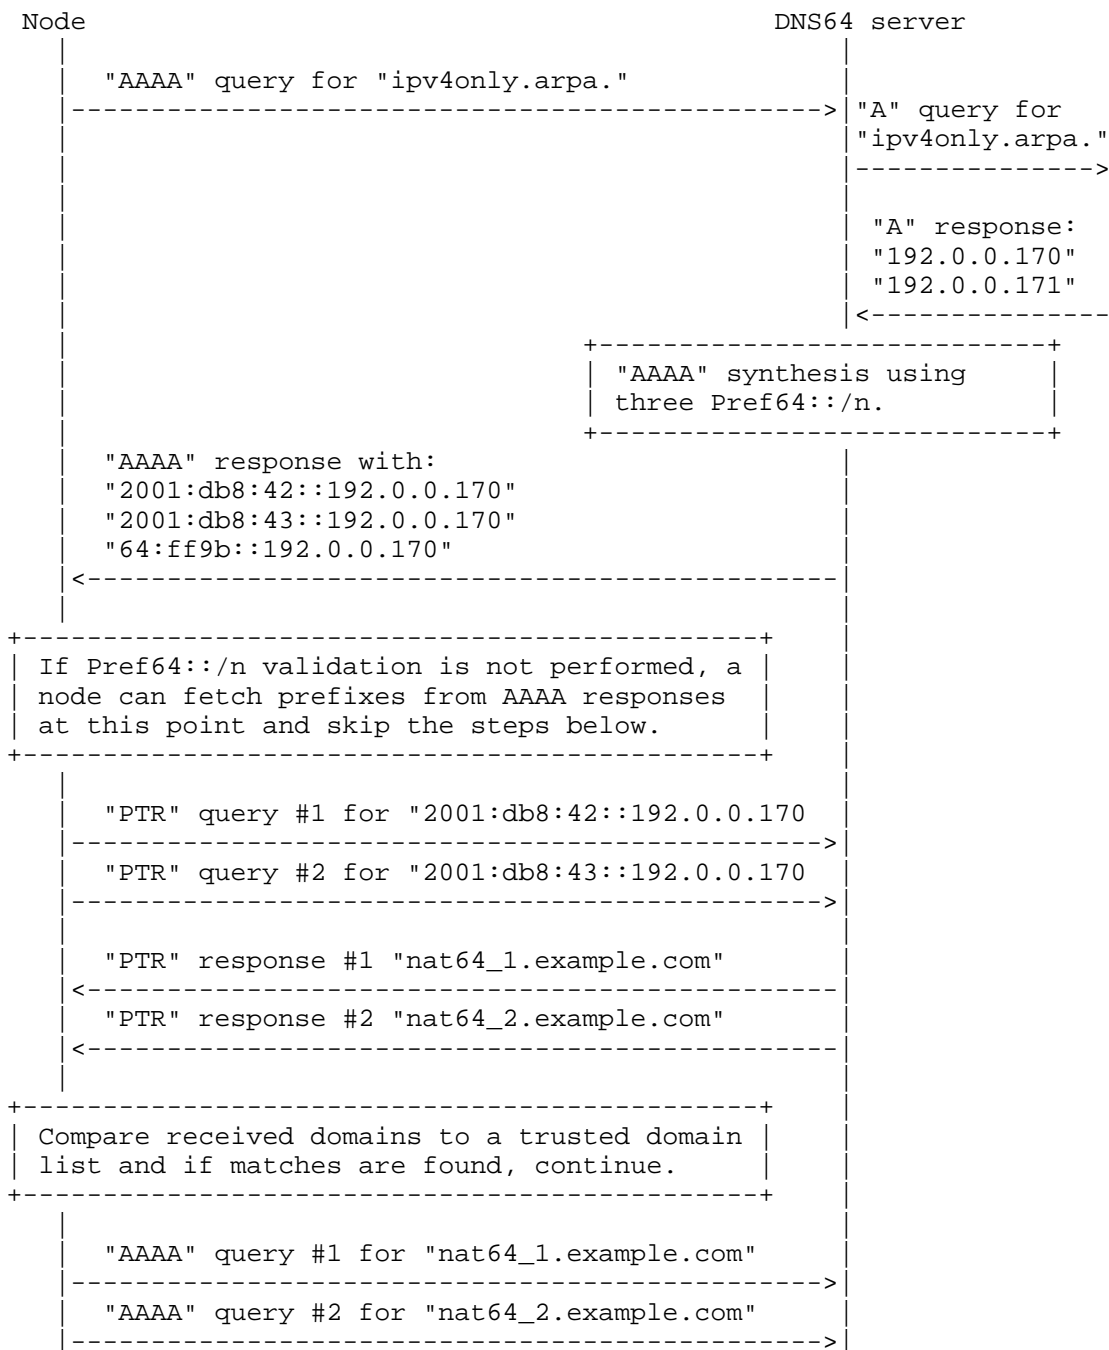 Node DNS64 server
"AAAA" query for "ipv4only.arpa."
"A" query for
"ipv4only.arpa."
"A" response:
"192.0.0.170"
"192.0.0.171"
"AAAA" synthesis using
three Pref64::/n.
"AAAA" response with:
"2001:db8:42::192.0.0.170"
"2001:db8:43::192.0.0.170"
"64:ff9b::192.0.0.170"
If Pref64::/n validation is not performed, a
node can fetch prefixes from AAAA responses
at this point and skip the steps below.
"PTR" query #1 for "2001:db8:42::192.0.0.170
"PTR" query #2 for "2001:db8:43::192.0.0.170
"PTR" response #1 "nat64_1.example.com"
"PTR" response #2 "nat64_2.example.com"
Compare received domains to a trusted domain
list and if matches are found, continue.
"AAAA" query #1 for "nat64_1.example.com"
"AAAA" query #2 for "nat64_2.example.com"